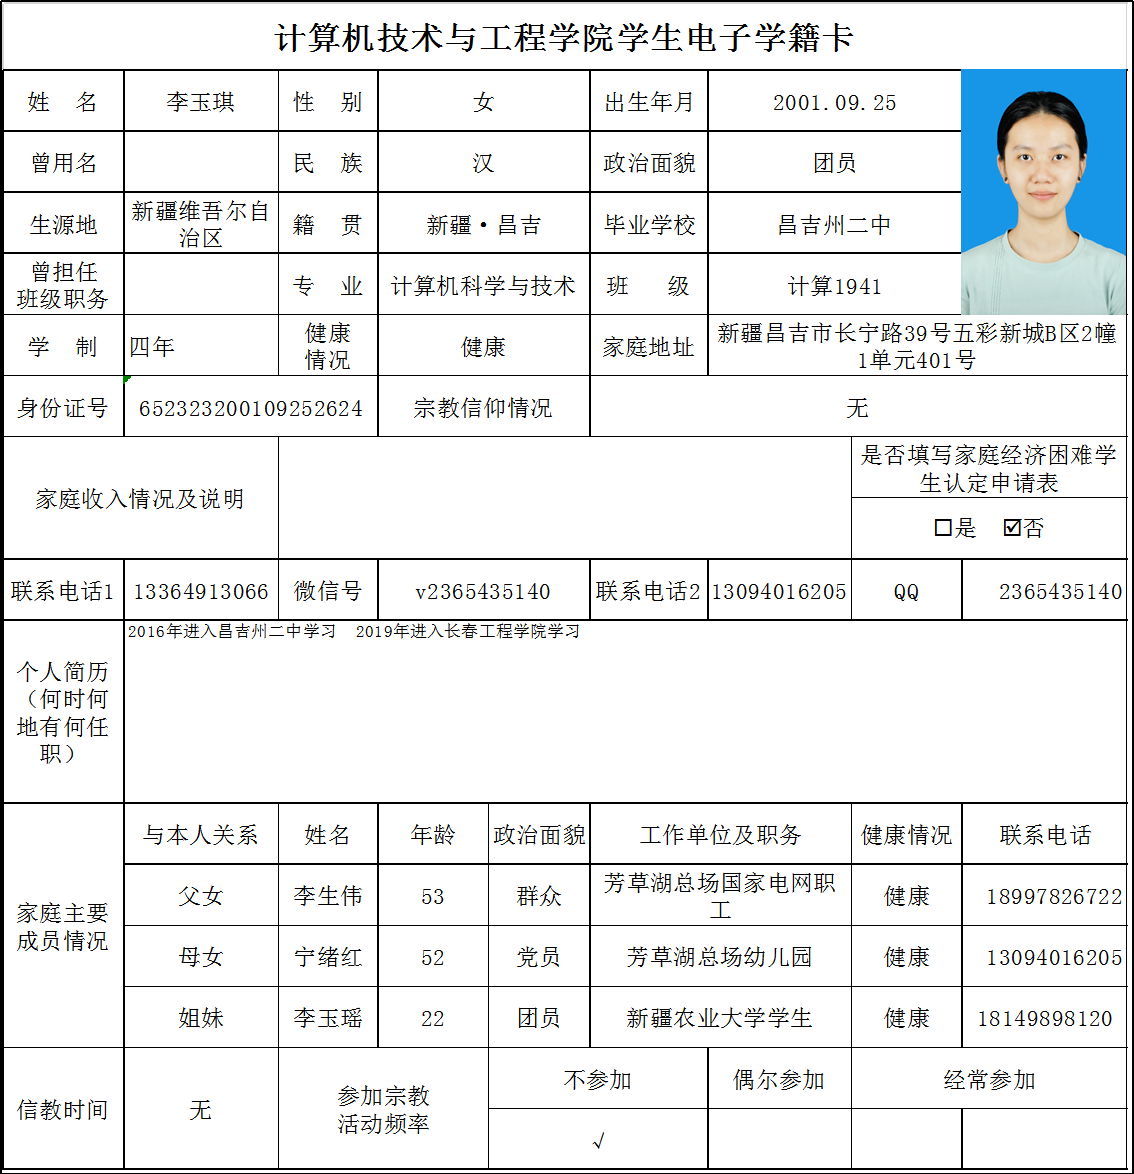 计算机技术与工程学院学生电子学籍卡
姓 名 李玉琪 性 别 女 出生年月 2001.09.25
曾用名 民 族 汉 政治面貌 团员
生源地 新疆维吾尔自治区 籍 贯 新疆·昌吉 毕业学校 昌吉州二中
曾担任班级职务 专 业 计算机科学与技术 班 级 计算1941
学 制 四年 健康情况 健康 家庭地址 新疆昌吉市长宁路39号五彩新城B区2幢1单元401号
身份证号 652323200109252624 宗教信仰情况 无
家庭收入情况及说明 是否填写家庭经济困难学生认定申请表
□是 ☑否
联系电话1 13364913066 微信号 v2365435140 联系电话2 13094016205 QQ 2365435140
个人简历（何时何地有何任职） 2016年进入昌吉州二中学习 2019年进入长春工程学院学习
家庭主要成员情况 与本人关系 姓名 年龄 政治面貌 工作单位及职务 健康情况 联系电话
父女 李生伟 53 群众 芳草湖总场国家电网职工 健康 18997826722
母女 宁绪红 52 党员 芳草湖总场幼儿园 健康 13094016205
姐妹 李玉瑶 22 团员 新疆农业大学学生 健康 18149898120
信教时间 无 参加宗教活动频率 不参加 偶尔参加 经常参加
√